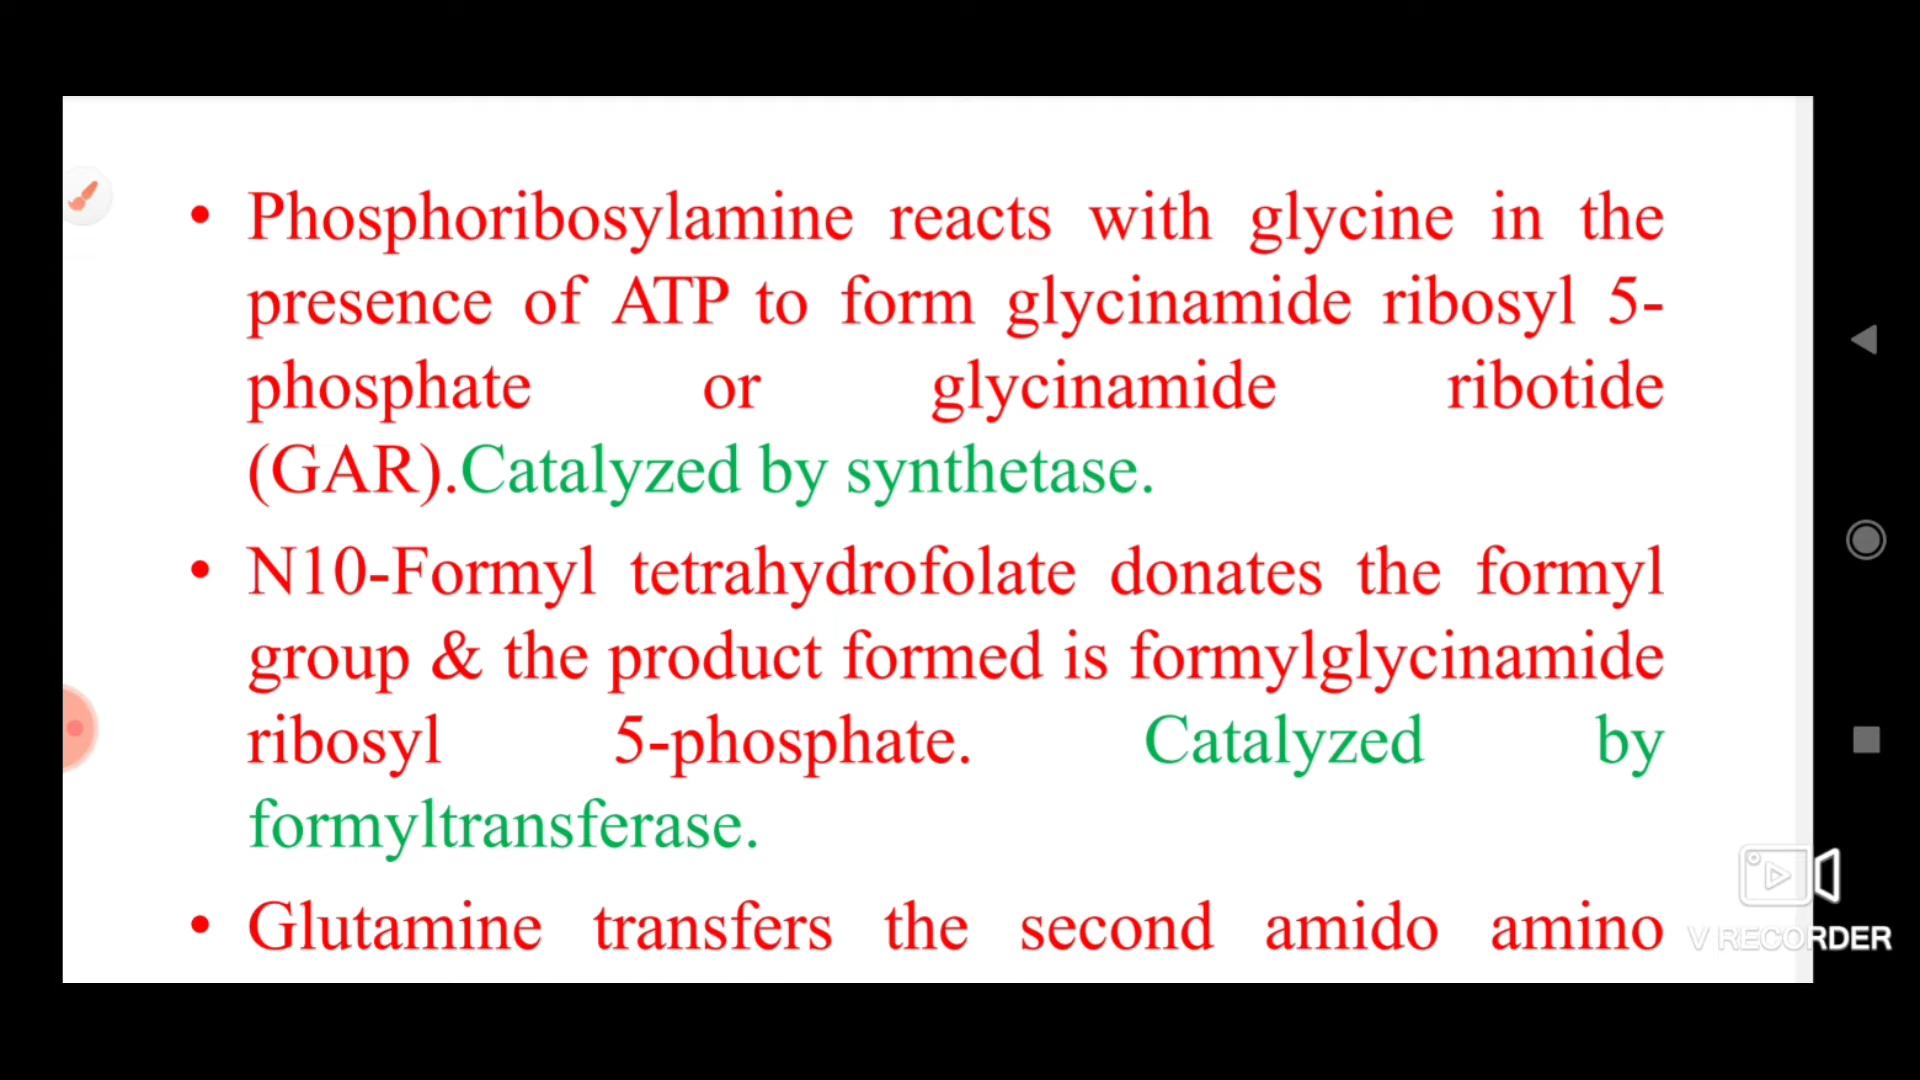 • Phosphoribosylamine reacts with glycine in the
presence of ATP to form glycinamide ribosyl 5-
phosphate or glycinamide ribotide
(GAR).Catalyzed by synthetase.
• N10-Formyl tetrahydrofolate donates the formyl
group & the product formed is formylglycinamide
ribosyl 5-phosphate. Catalyzed by
formyltransferase.
• Glutamine transfers the second amido amino
V RECORDER